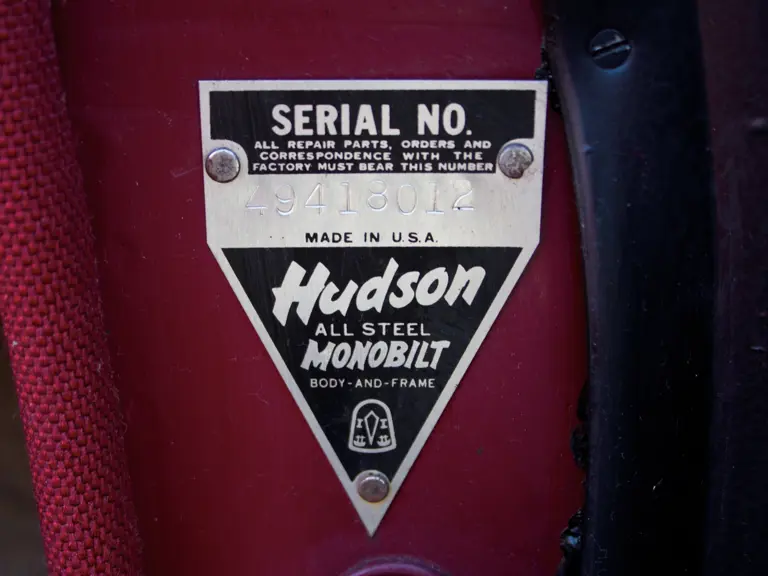 SERIAL NO.
ALL REPAIR PARTS, ORDERS AND
CORRESPONDENCE WITH THE
FACTORY MUST BEAR THIS NUMBER
49418012
MADE IN U.S.A.
Hudson
ALL STEEL
MONOBILT
BODY-AND-FRAME